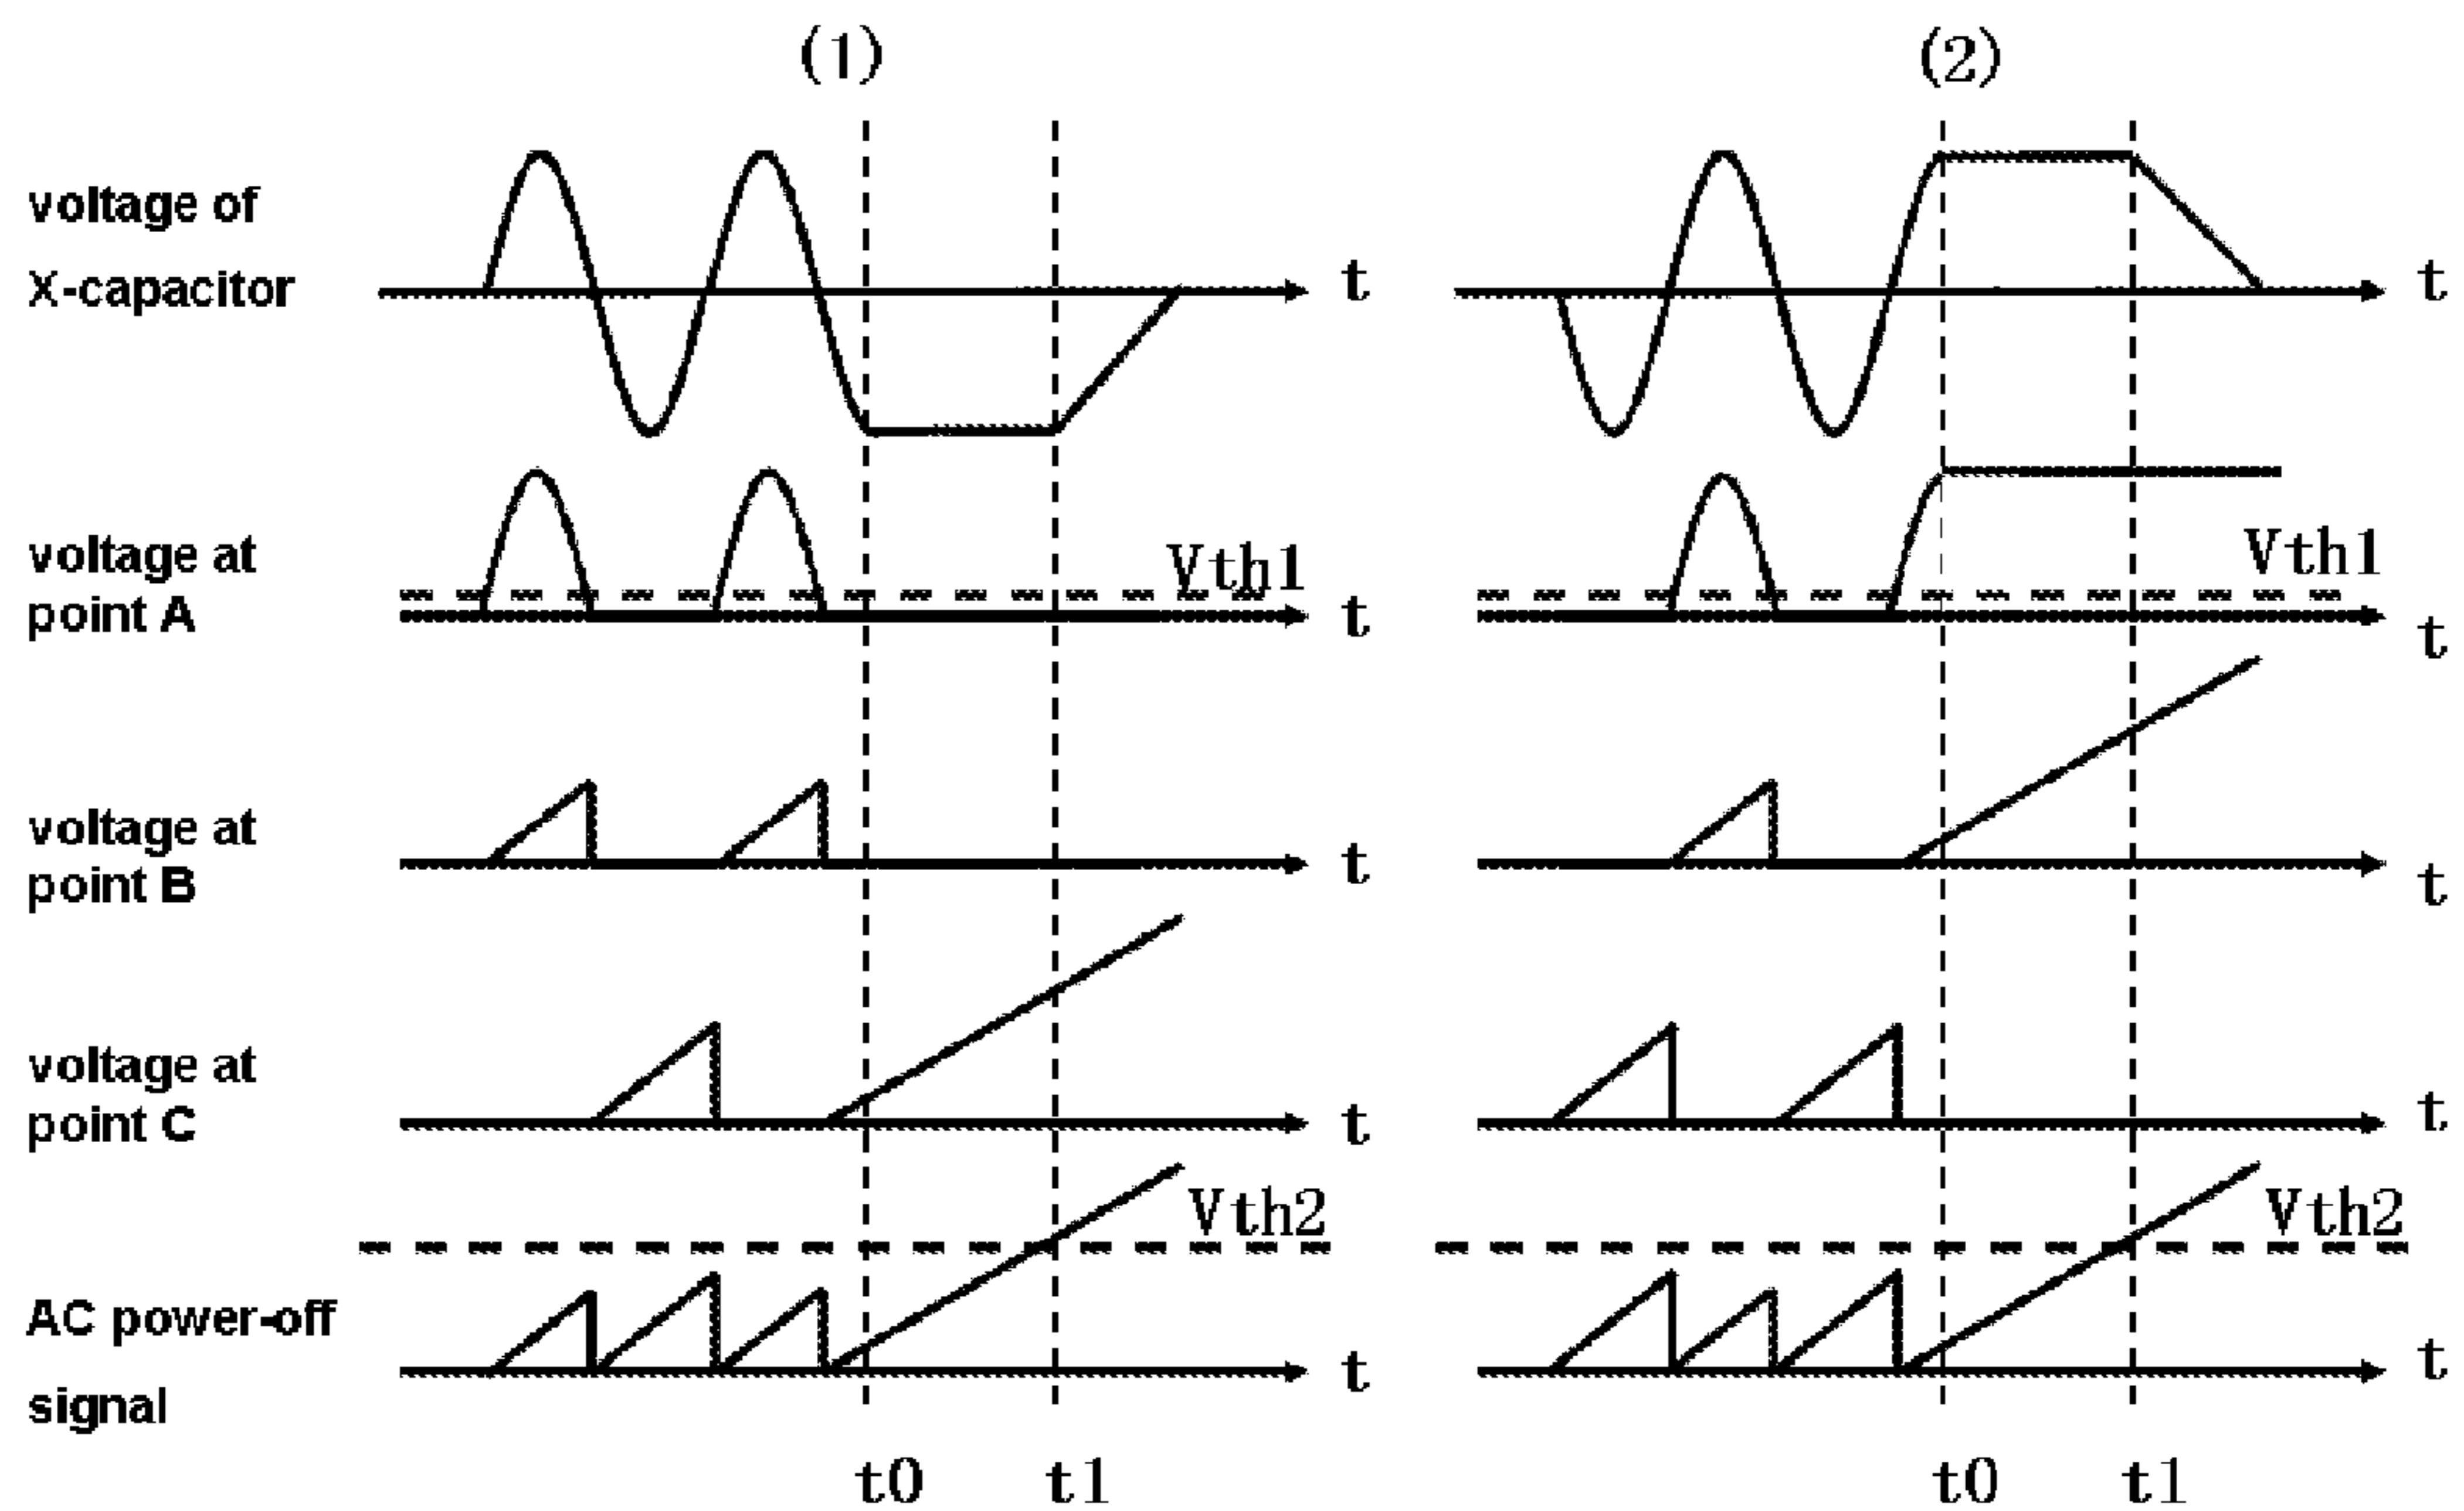 (1)
(2)
voltage of
X-capacitor
t
t
voltage at
point A
Vth1
t
Vth1
t
voltage at
point B
t
t
voltage at
point C
t
t
AC power-off
signal
Vth2
t
Vth2
t
t0
t1
t0
t1